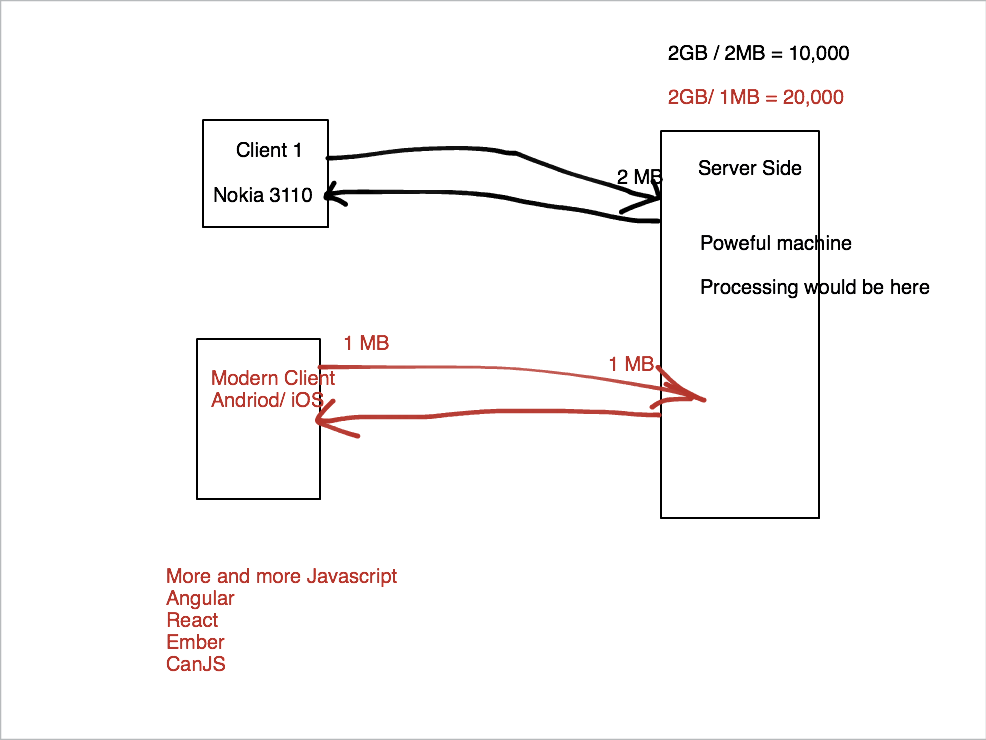 2GB / 2MB = 10,000
2GB/ 1MB = 20,000
Client 1
Nokia 3110
2 MB
Server Side
Poweful machine
Processing would be here
1 MB
1 MB
Modern Client
Andriod/ iOS
More and more Javascript
Angular
React
Ember
CanJS